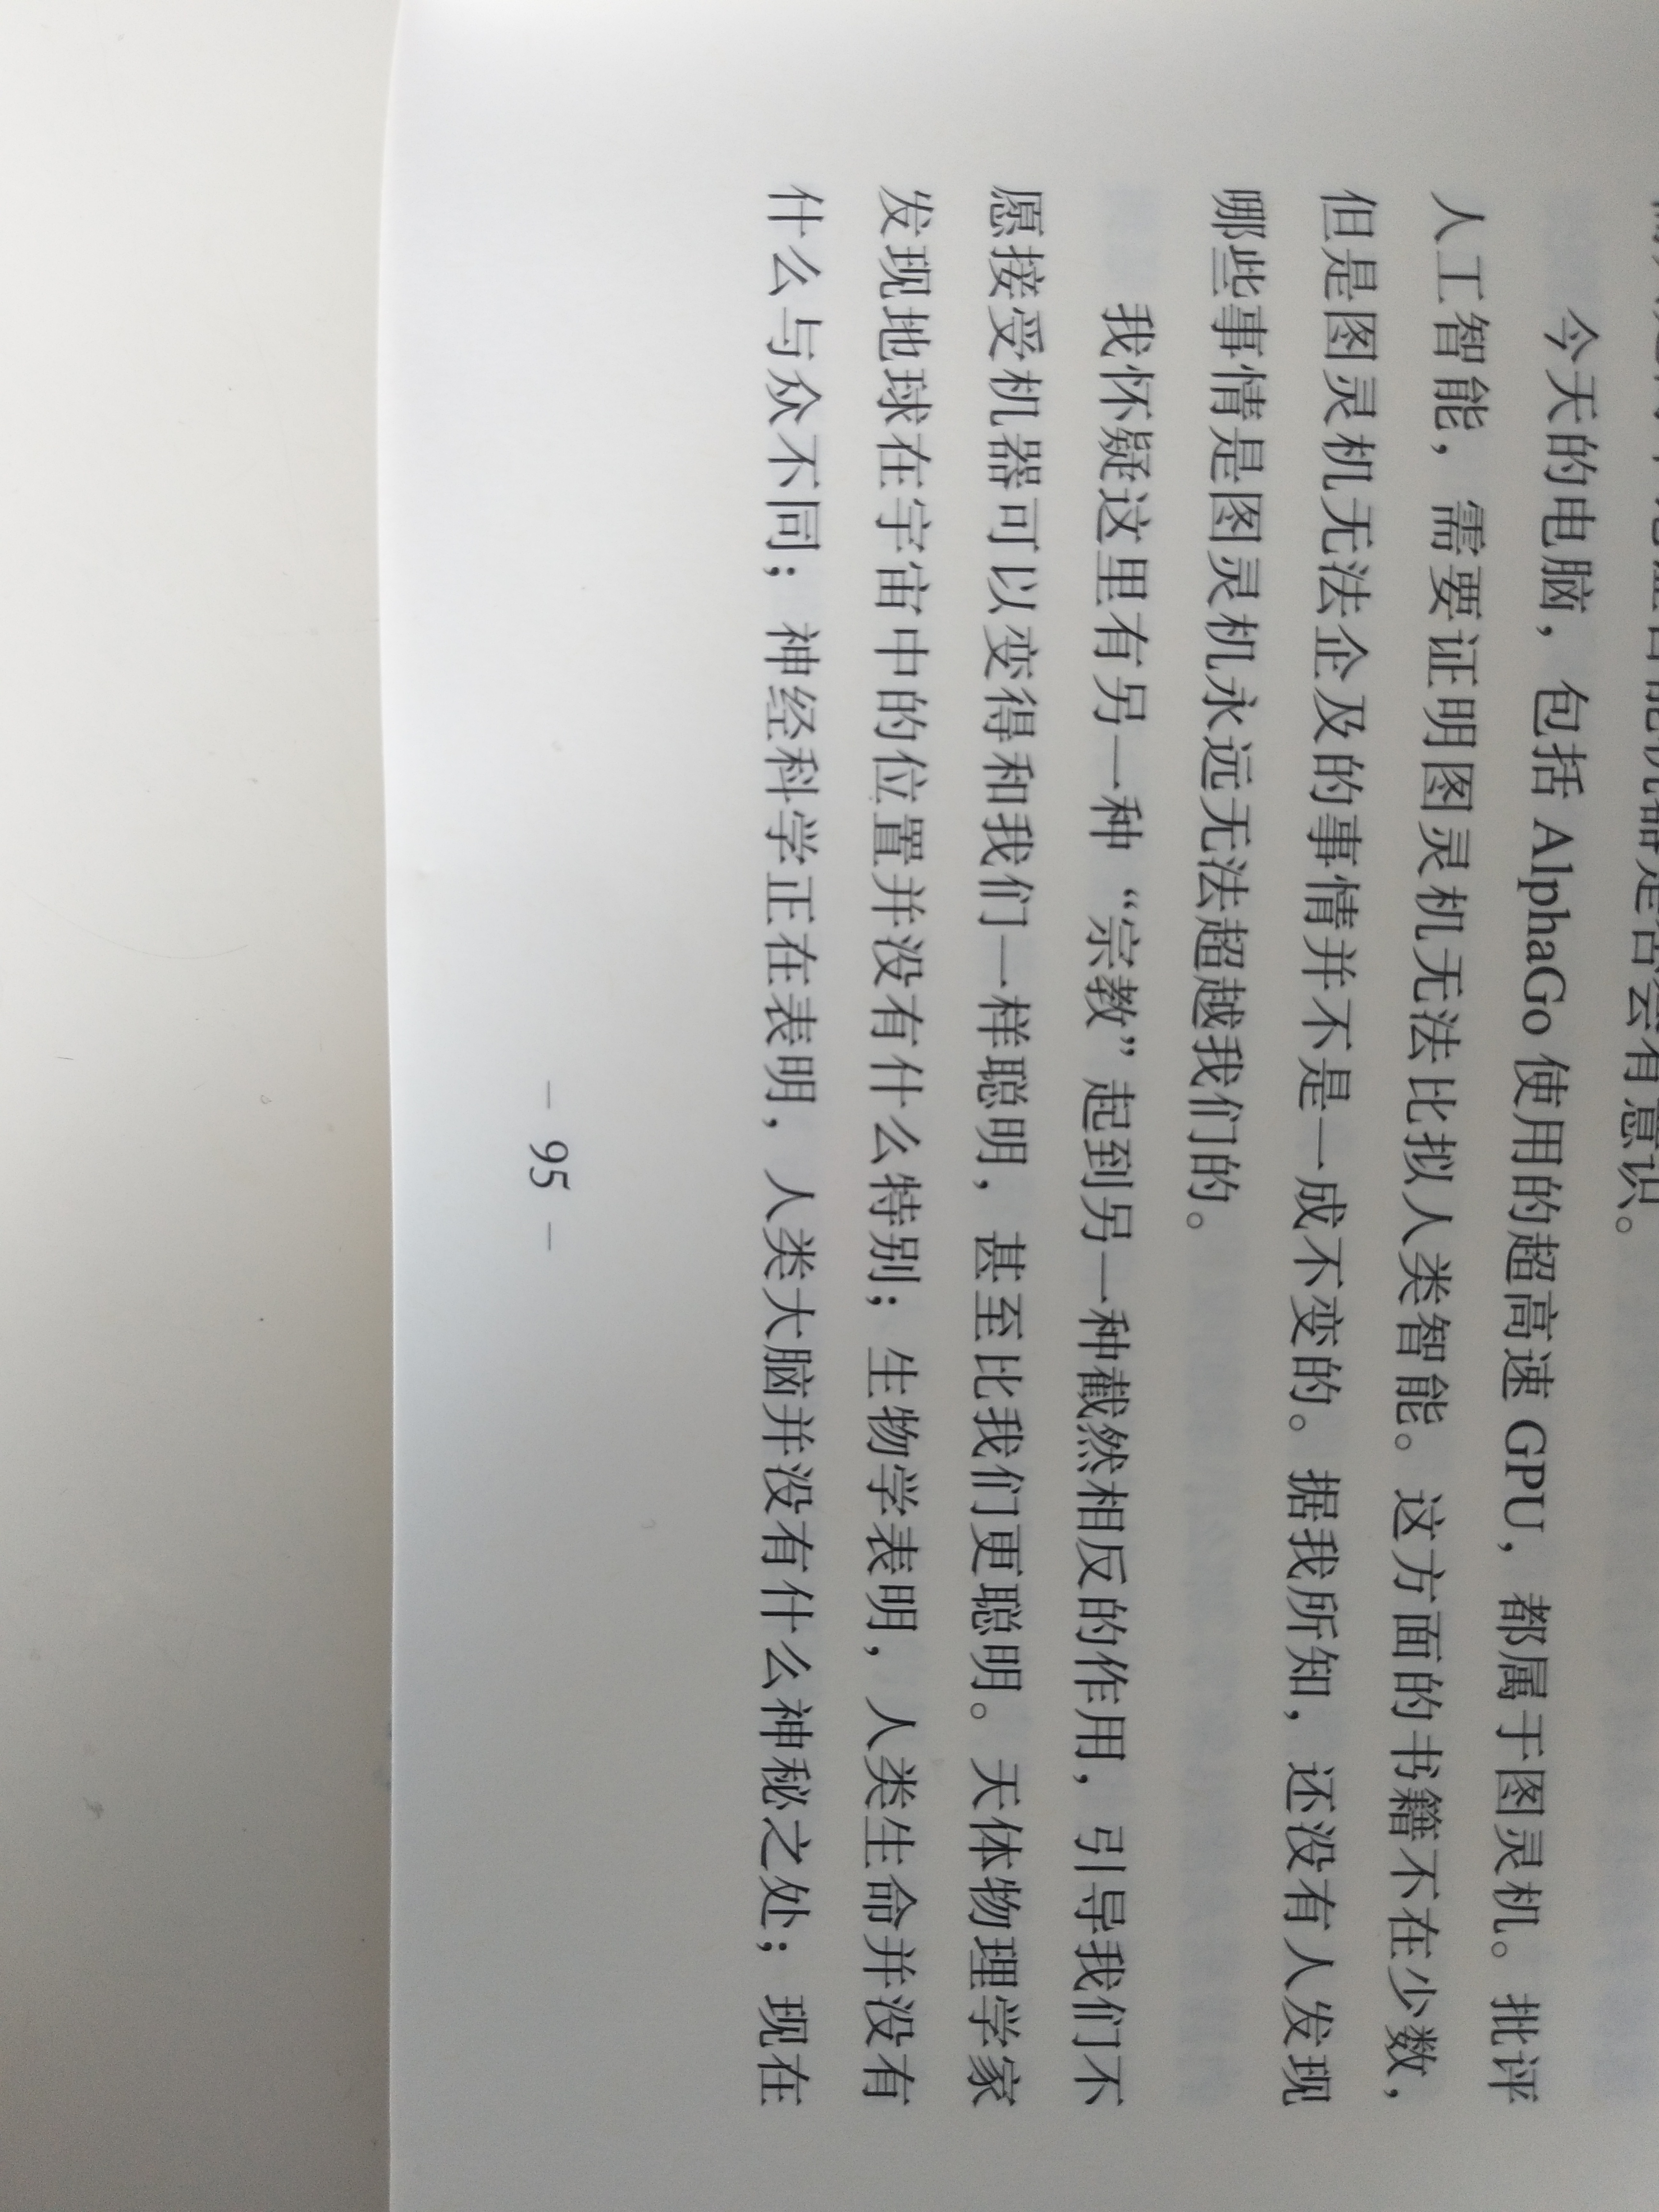 是否会有意识。
今天的电脑，包括 AlphaGo 使用的超高速 GPU，都属于图灵机。批评
人工智能，需要证明图灵机无法比拟人类智能。这方面的书籍不在少数，
但是图灵机无法企及的事情并不是一成不变的。据我所知，还没有人发现
哪些事情是图灵机永远无法超越我们的。
我怀疑这里有另一种“宗教”起到另一种截然相反的作用，引导我们不
愿接受机器可以变得和我们一样聪明，甚至比我们更聪明。天体物理学家
发现地球在宇宙中的位置并没有什么特别；生物学表明，人类生命并没有
什么与众不同；神经科学正在表明，人类大脑并没有什么神秘之处；现在
— 95 —